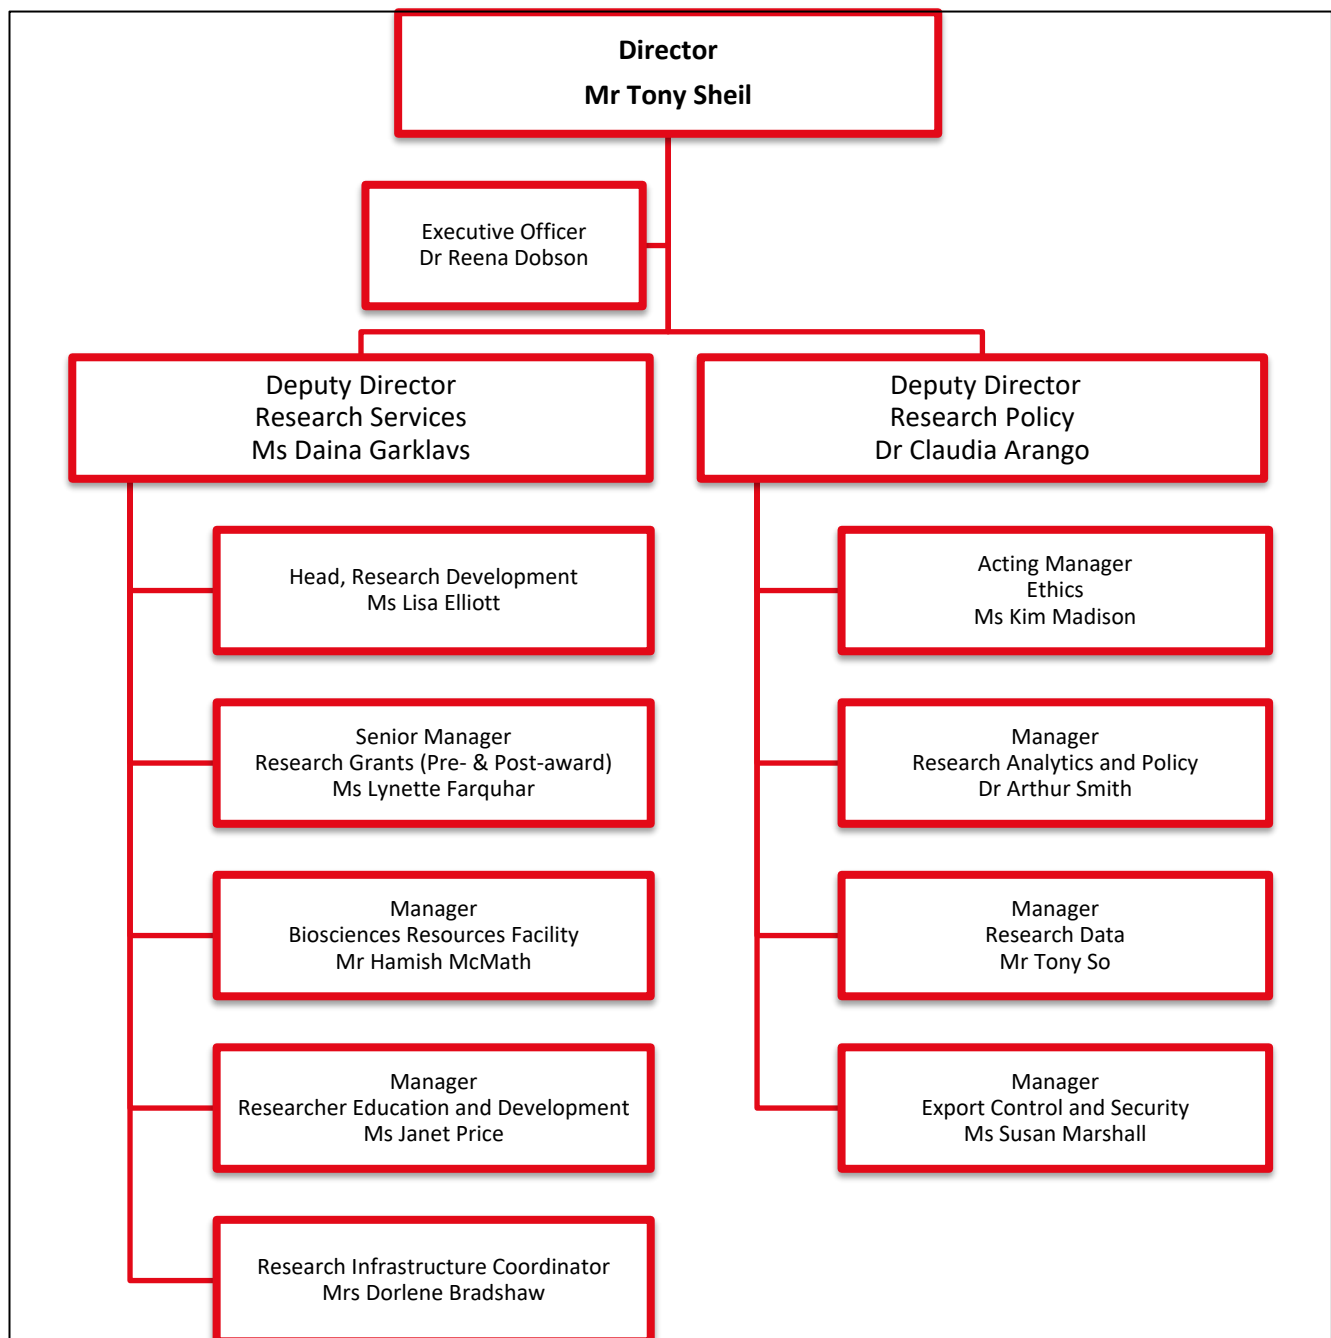 Director
Mr Tony Sheil
Executive Officer
Dr Reena Dobson
Deputy Director
Research Services
Ms Daina Garklavs
Deputy Director
Research Policy
Dr Claudia Arango
Head, Research Development
Ms Lisa Elliott
Senior Manager
Research Grants (Pre- & Post-award)
Ms Lynette Farquhar
Manager
Biosciences Resources Facility
Mr Hamish McMath
Manager
Researcher Education and Development
Ms Janet Price
Research Infrastructure Coordinator
Mrs Dorlene Bradshaw
Acting Manager
Ethics
Ms Kim Madison
Manager
Research Analytics and Policy
Dr Arthur Smith
Manager
Research Data
Mr Tony So
Manager
Export Control and Security
Ms Susan Marshall